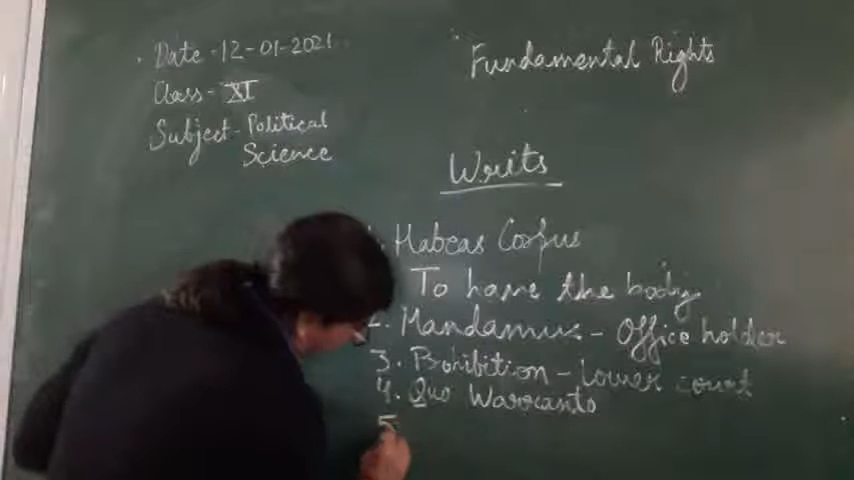 Date - 12-01-2021
Class - XI
Subject - Political
Science
Fundamental Rights
Writs
1. Habeas Corpus
To have the body
2. Mandamus - Office holder
3. Prohibition - Lower court
4. Quo Warranto
5